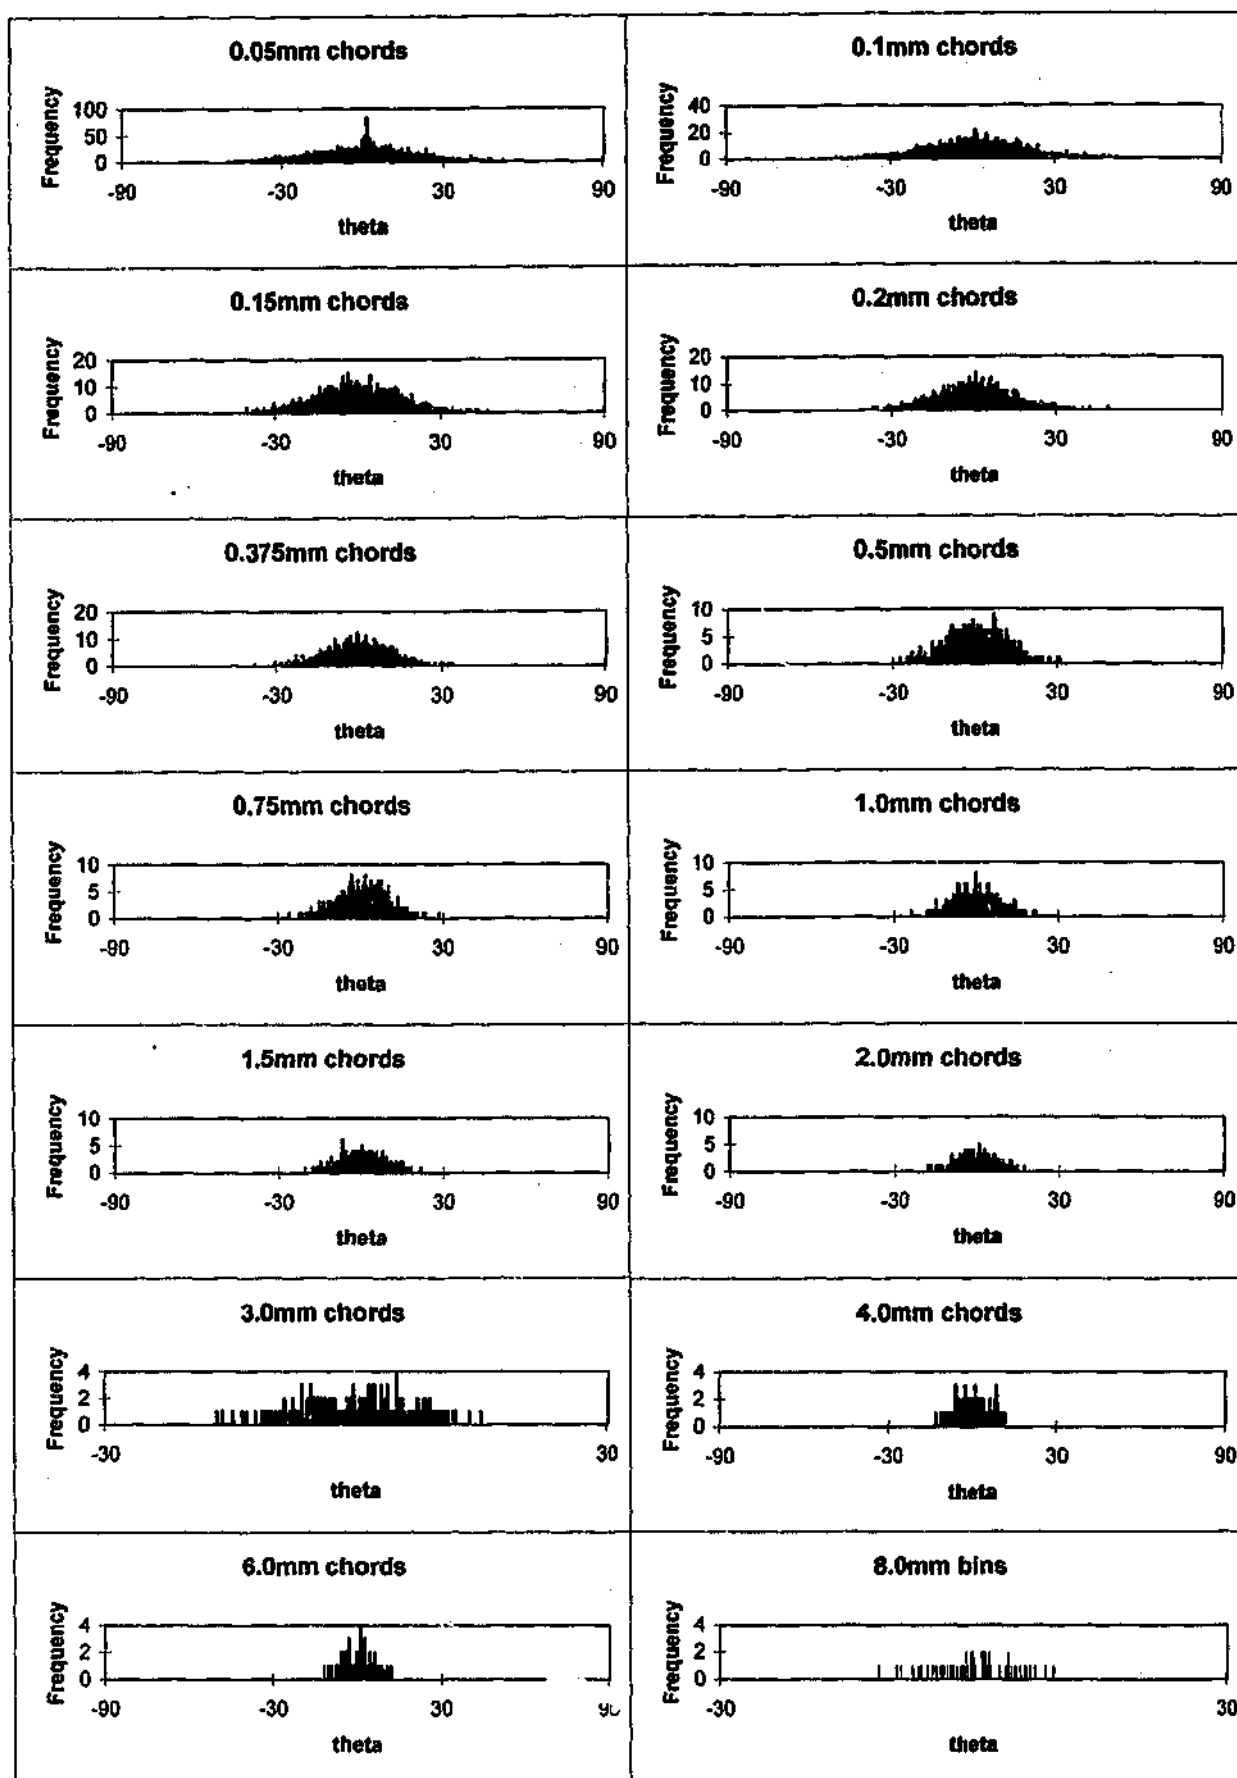 0.05mm chords
Frequency
100
50
0
-90 -30 30 90
theta
0.1mm chords
Frequency
40
20
0
-90 -30 30 90
theta
0.15mm chords
Frequency
20
10
0
-90 -30 30 90
theta
0.2mm chords
Frequency
20
10
0
-90 -30 30 90
theta
0.375mm chords
Frequency
20
10
0
-90 -30 30 90
theta
0.5mm chords
Frequency
10
5
0
-90 -30 30 90
theta
0.75mm chords
Frequency
10
5
0
-90 -30 30 90
theta
1.0mm chords
Frequency
10
5
0
-90 -30 30 90
theta
1.5mm chords
Frequency
10
5
0
-90 -30 30 90
theta
2.0mm chords
Frequency
10
5
0
-90 -30 30 90
theta
3.0mm chords
Frequency
4
2
0
-30 30
theta
4.0mm chords
Frequency
4
2
0
-90 -30 30 90
theta
6.0mm chords
Frequency
4
2
0
-90 -30 30 90
theta
8.0mm bins
Frequency
4
2
0
-30 30
theta